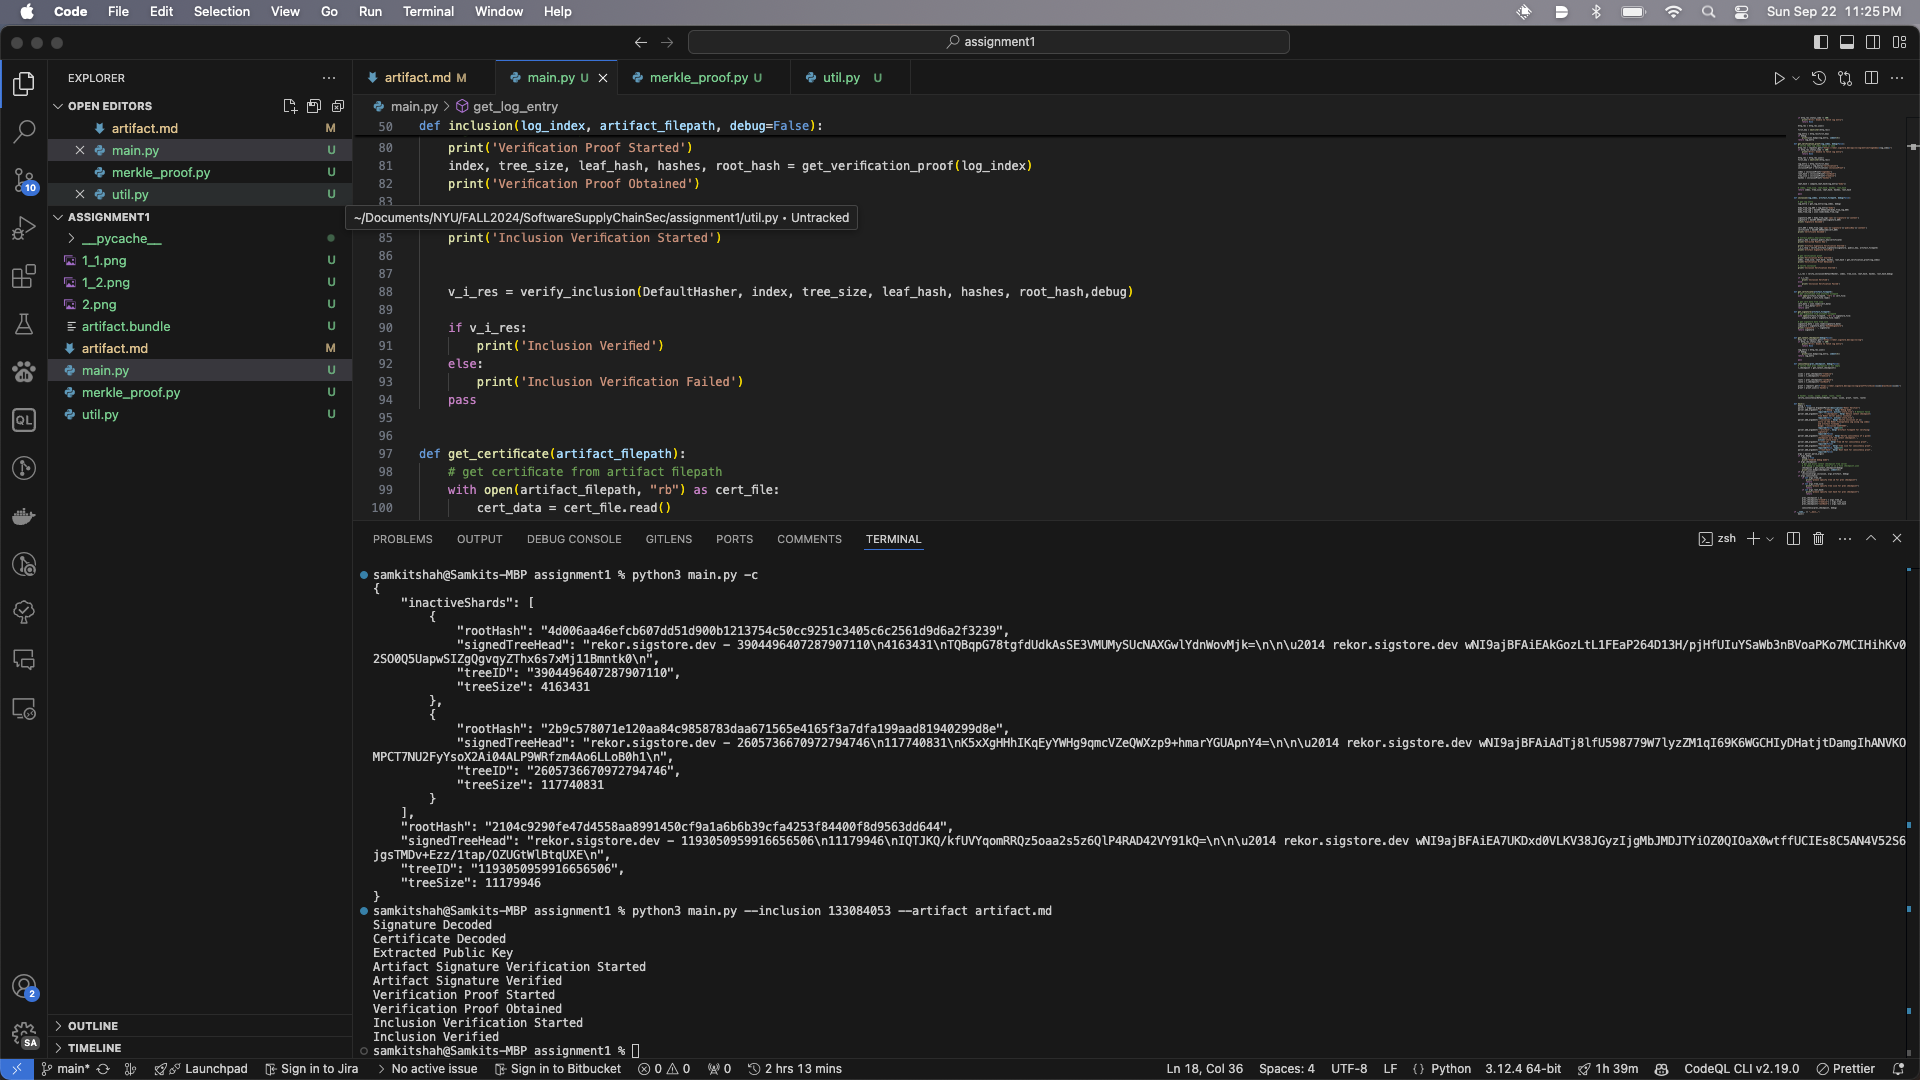 Code File Edit Selection View Go Run Terminal Window Help
Sun Sep 22 11:25 PM
assignment1
EXPLORER
OPEN EDITORS
artifact.md M
main.py U
merkle_proof.py U
util.py U
ASSIGNMENT1
__pycache__
1_1.png U
1_2.png U
2.png U
artifact.bundle U
artifact.md M
main.py U
merkle_proof.py U
util.py U
OUTLINE
TIMELINE
10
QL
2
SA
artifact.md M main.py U merkle_proof.py U util.py U
main.py > get_log_entry
50 def inclusion(log_index, artifact_filepath, debug=False):
80 print('Verification Proof Started')
81 index, tree_size, leaf_hash, hashes, root_hash = get_verification_proof(log_index)
82 print('Verification Proof Obtained')
83
~/Documents/NYU/FALL2024/SoftwareSupplyChainSec/assignment1/util.py • Untracked
85 print('Inclusion Verification Started')
86
87
88 v_i_res = verify_inclusion(DefaultHasher, index, tree_size, leaf_hash, hashes, root_hash,debug)
89
90 if v_i_res:
91 print('Inclusion Verified')
92 else:
93 print('Inclusion Verification Failed')
94 pass
95
96
97 def get_certificate(artifact_filepath):
98 # get certificate from artifact filepath
99 with open(artifact_filepath, "rb") as cert_file:
100 cert_data = cert_file.read()
PROBLEMS OUTPUT DEBUG CONSOLE GITLENS PORTS COMMENTS TERMINAL
zsh
samkitshah@Samkits-MBP assignment1 % python3 main.py -c
{
"inactiveShards": [
{
"rootHash": "4d006aa46efcb607dd51d900b1213754c50cc9251c3405c6c2561d9d6a2f3239",
"signedTreeHead": "rekor.sigstore.dev - 3904496407287907110\n4163431\nTQBqpG78tgfdUdkAsSE3VMUMySUcNAXGwlYdnWovMjk=\n\n\u2014 rekor.sigstore.dev wNI9ajBFAiEAkGozLtL1FEaP264D13H/pjHfUIuYSaWb3nBVoaPKo7MCIHihKv0
2SO0Q5UapwSIZgQgvqyZThx6s7xMj11Bmntk0\n",
"treeID": "3904496407287907110",
"treeSize": 4163431
},
{
"rootHash": "2b9c578071e120aa84c9858783daa671565e4165f3a7dfa199aad81940299d8e",
"signedTreeHead": "rekor.sigstore.dev - 2605736670972794746\n117740831\nK5xXgHHhIKqEyYWHg9qmcVZeQWXzp9+hmarYGUApnY4=\n\n\u2014 rekor.sigstore.dev wNI9ajBFAiAdTj8lfU598779W7lyzZM1qI69K6WGCHIyDHatjtDamgIhANVKO
MPCT7NU2FyYsoX2Ai04ALP9WRfzm4Ao6LLoB0h1\n",
"treeID": "2605736670972794746",
"treeSize": 117740831
}
],
"rootHash": "2104c9290fe47d4558aa8991450cf9a1a6b6b39cfa4253f84400f8d9563dd644",
"signedTreeHead": "rekor.sigstore.dev - 1193050959916656506\n11179946\nIQTJKQ/kfUVYqomRRQz5oaa2s5z6QlP4RAD42VY91kQ=\n\n\u2014 rekor.sigstore.dev wNI9ajBFAiEA7UKDxd0VLKV38JGyzIjgMbJMDJTYiOZ0QIOaX0wtffUCIEs8C5AN4V52S6
jgsTMDv+Ezz/1tap/OZUGtWlBtqUXE\n",
"treeID": "1193050959916656506",
"treeSize": 11179946
}
samkitshah@Samkits-MBP assignment1 % python3 main.py --inclusion 133084053 --artifact artifact.md
Signature Decoded
Certificate Decoded
Extracted Public Key
Artifact Signature Verification Started
Artifact Signature Verified
Verification Proof Started
Verification Proof Obtained
Inclusion Verification Started
Inclusion Verified
samkitshah@Samkits-MBP assignment1 %
main* Launchpad Sign in to Jira No active issue Sign in to Bitbucket 0 0 0 2 hrs 13 mins Ln 18, Col 36 Spaces: 4 UTF-8 LF Python 3.12.4 64-bit 1h 39m CodeQL CLI v2.19.0 Prettier